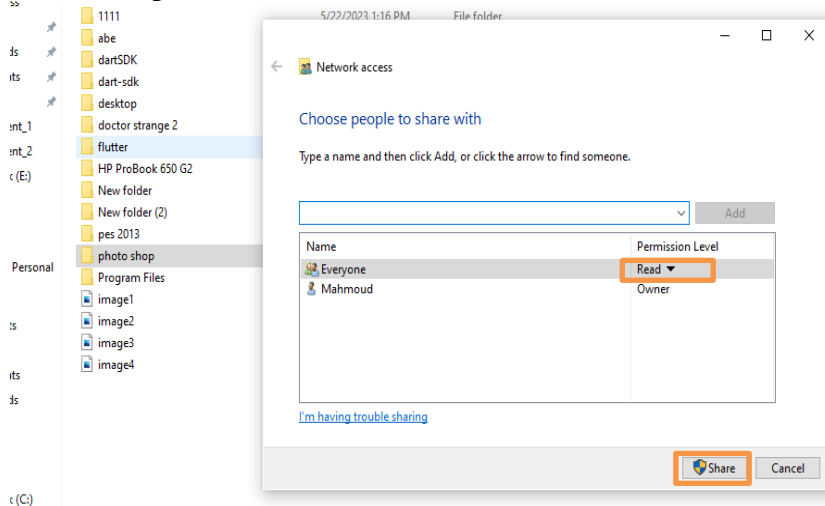 ss
1111 5/22/2023 1:16 PM File folder
abe
ds
dartSDK
Network access
nts
dart-sdk
desktop
Choose people to share with
ent_1
doctor strange 2
ent_2
flutter
Type a name and then click Add, or click the arrow to find someone.
k (E:)
HP ProBook 650 G2
New folder
New folder (2)
Add
pes 2013
Name Permission Level
photo shop
Personal
Everyone Read
Program Files
Mahmoud Owner
image1
image2
ts
image3
image4
nts
ds
I'm having trouble sharing
Share Cancel
k (C:)